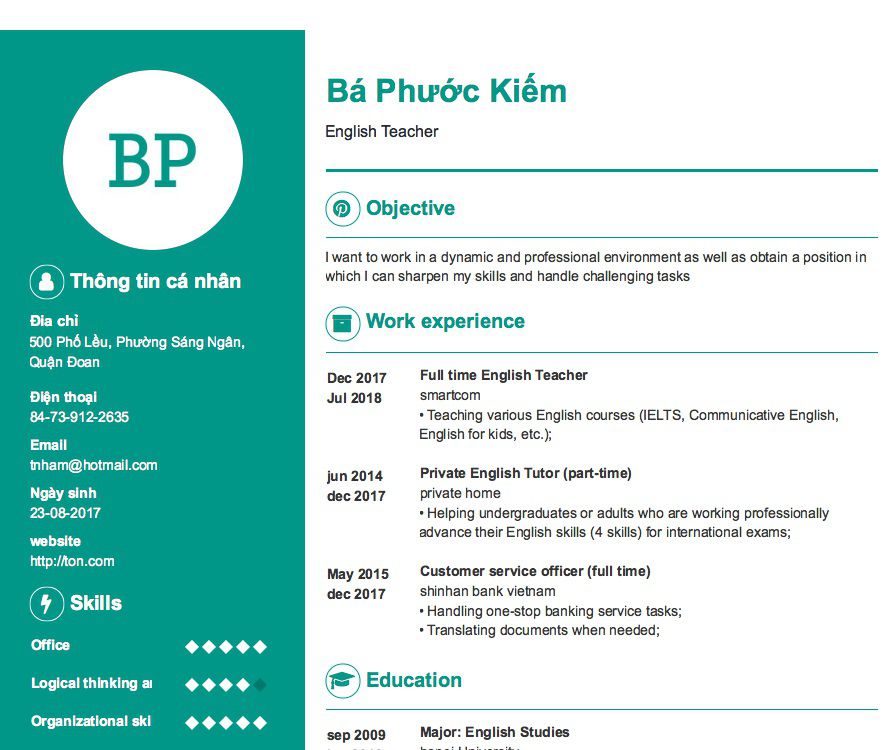 BP
Thông tin cá nhân
Địa chỉ
500 Phố Lều, Phường Sáng Ngân,
Quận Đoan
Điện thoại
84-73-912-2635
Email
tnham@hotmail.com
Ngày sinh
23-08-2017
website
http://ton.com
Skills
Office
Logical thinking ar
Organizational ski
Bá Phước Kiếm
English Teacher
Objective
I want to work in a dynamic and professional environment as well as obtain a position in
which I can sharpen my skills and handle challenging tasks
Work experience
Dec 2017
Jul 2018
Full time English Teacher
smartcom
• Teaching various English courses (IELTS, Communicative English,
English for kids, etc.);
jun 2014
dec 2017
Private English Tutor (part-time)
private home
• Helping undergraduates or adults who are working professionally
advance their English skills (4 skills) for international exams;
May 2015
dec 2017
Customer service officer (full time)
shinhan bank vietnam
• Handling one-stop banking service tasks;
• Translating documents when needed;
Education
sep 2009
Major: English Studies